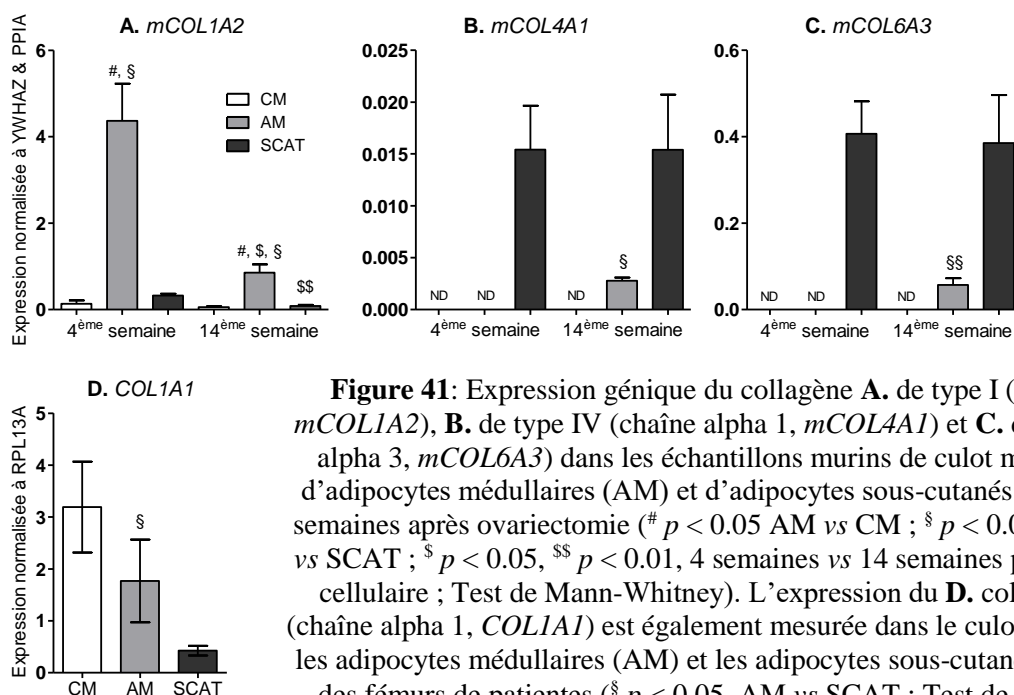 A. mCOL1A2
B. mCOL4A1
C. mCOL6A3
Expression normalisée à YWHAZ & PPIA
6
4
2
0
#, §
#, $, §
$$
CM
AM
SCAT
4ème semaine
14ème semaine
0.025
0.020
0.015
0.010
0.005
0.000
ND
ND
ND
§
4ème semaine
14ème semaine
0.6
0.4
0.2
0.0
ND
ND
ND
§§
4ème semaine
14ème semaine
D. COL1A1
Expression normalisée à RPL13A
5
4
3
2
1
0
§
CM
AM
SCAT
Figure 41: Expression génique du collagène A. de type I (
mCOL1A2), B. de type IV (chaîne alpha 1, mCOL4A1) et C.
alpha 3, mCOL6A3) dans les échantillons murins de culot
d'adipocytes médullaires (AM) et d'adipocytes sous-cutanés
semaines après ovariectomie (# p < 0.05 AM vs CM ; § p <
vs SCAT ; $ p < 0.05, $$ p < 0.01, 4 semaines vs 14 semaines
cellulaire ; Test de Mann-Whitney). L'expression du D.
(chaîne alpha 1, COL1A1) est également mesurée dans le
les adipocytes médullaires (AM) et les adipocytes
des fémurs de patientes (§ p < 0.05, AM vs SCAT ; Test de